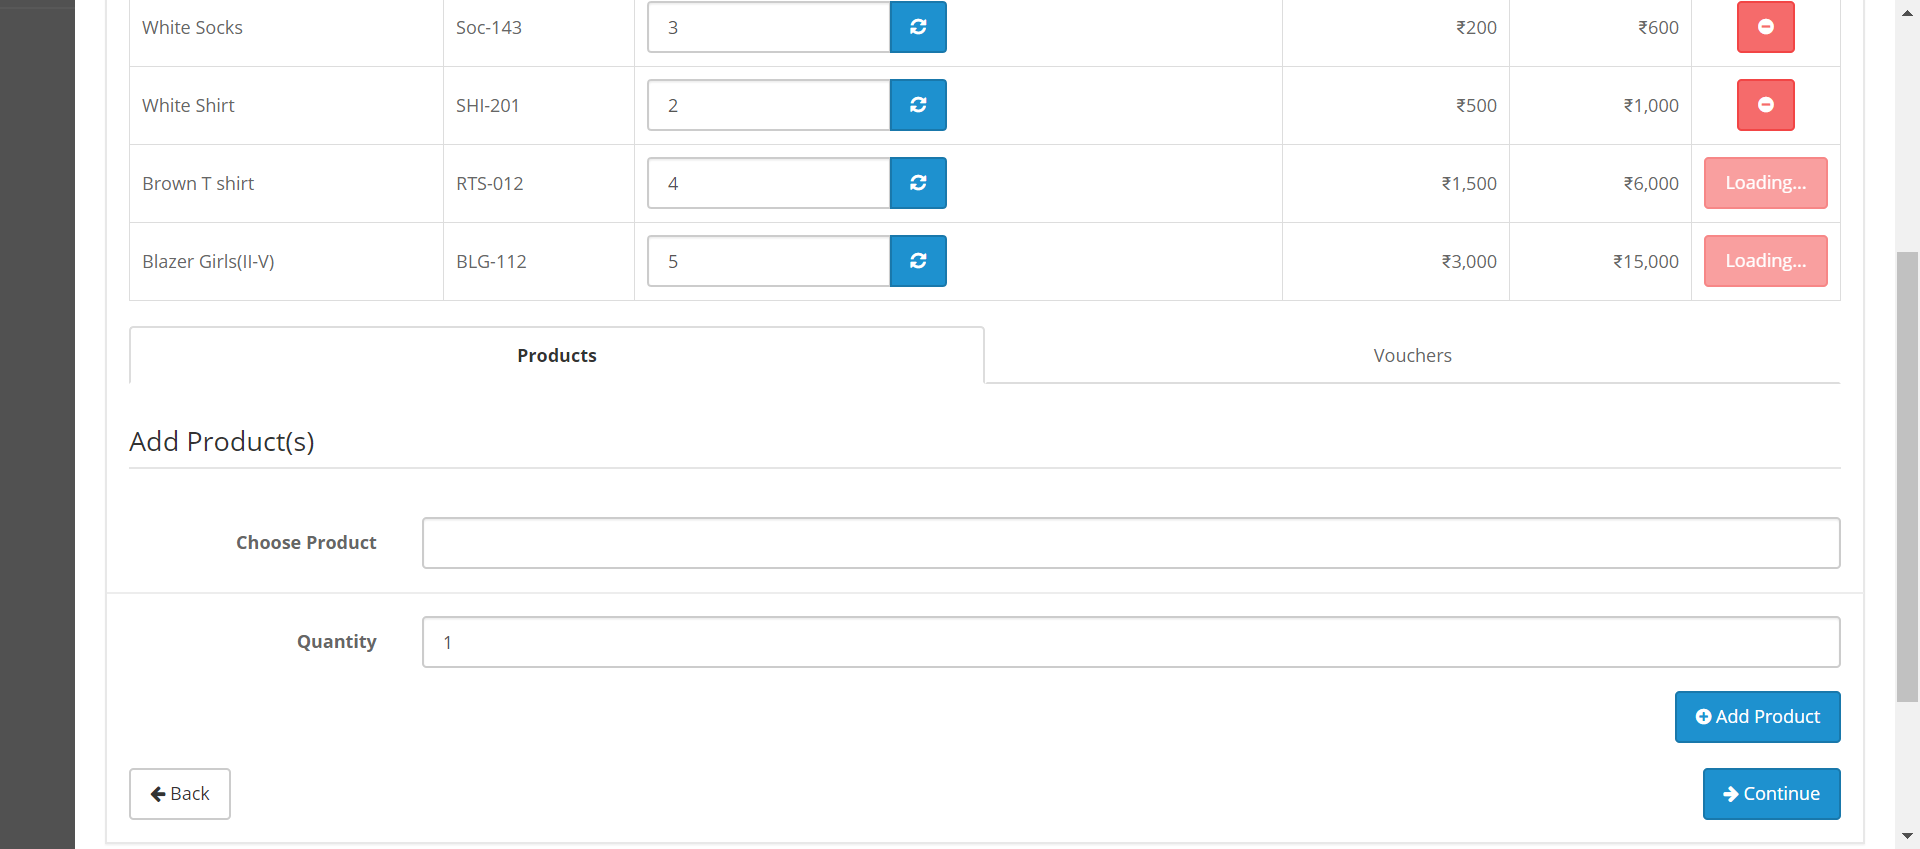 White Socks Soc-143 3 ₹200 ₹600
White Shirt SHI-201 2 ₹500 ₹1,000
Brown T shirt RTS-012 4 ₹1,500 ₹6,000 Loading...
Blazer Girls(II-V) BLG-112 5 ₹3,000 ₹15,000 Loading...
Products Vouchers
Add Product(s)
Choose Product
Quantity 1
Add Product
Back Continue